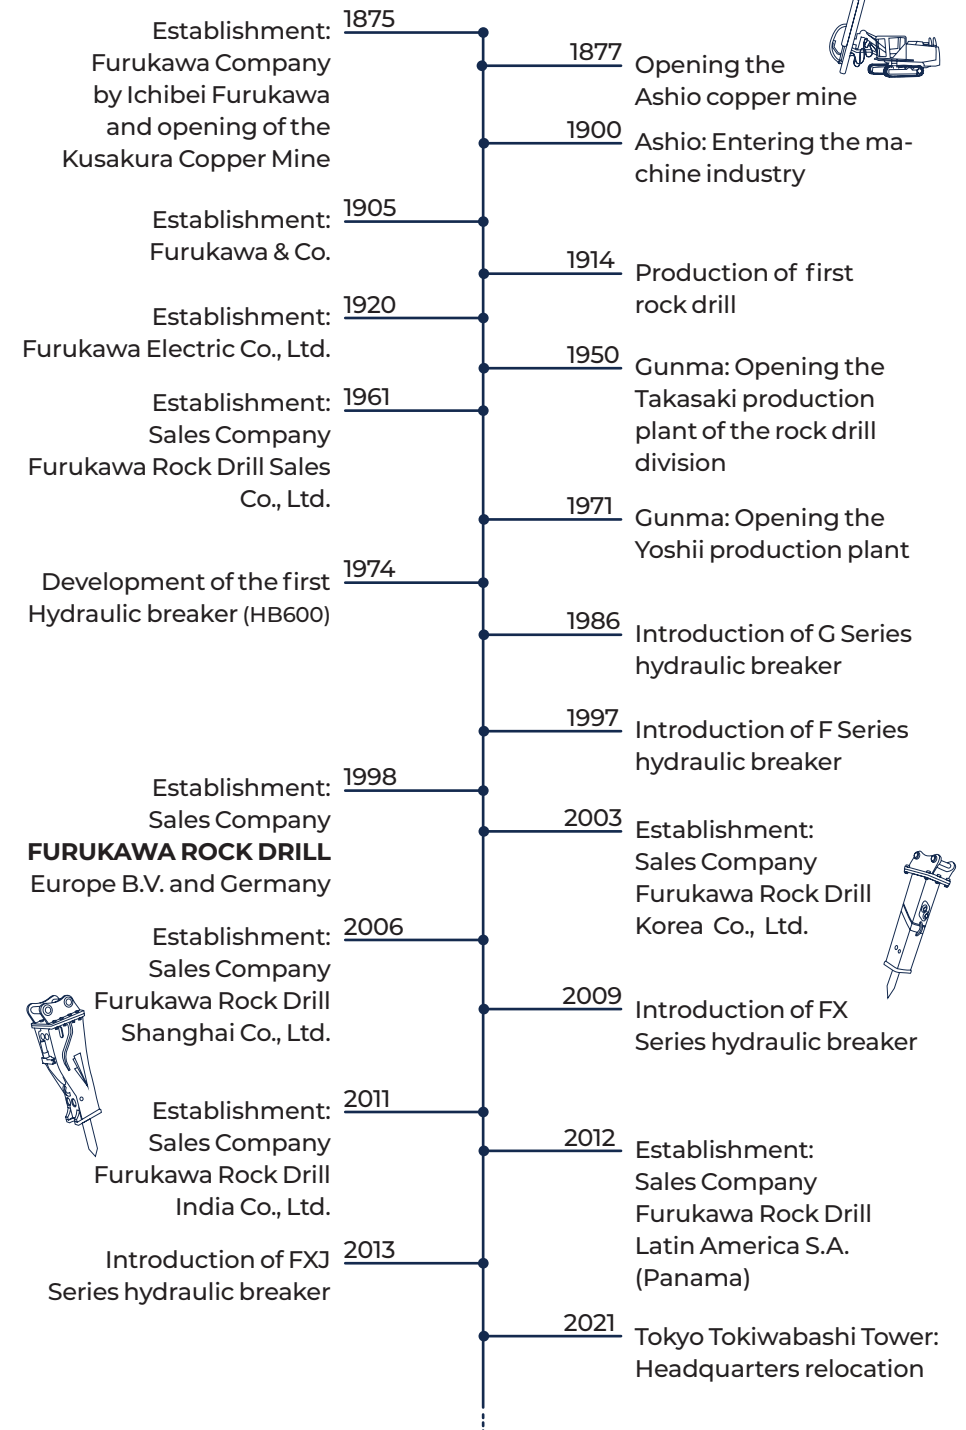 1875
Establishment:
Furukawa Company
by Ichibei Furukawa
and opening of the
Kusakura Copper Mine
1877
Opening the
Ashio copper mine
1900
Ashio: Entering the ma-
chine industry
1905
Establishment:
Furukawa & Co.
1914
Production of first
rock drill
1920
Establishment:
Furukawa Electric Co., Ltd.
1950
Gunma: Opening the
Takasaki production
plant of the rock drill
division
1961
Establishment:
Sales Company
Furukawa Rock Drill Sales
Co., Ltd.
1971
Gunma: Opening the
Yoshii production plant
1974
Development of the first
Hydraulic breaker (HB600)
1986
Introduction of G Series
hydraulic breaker
1997
Introduction of F Series
hydraulic breaker
1998
Establishment:
Sales Company
FURUKAWA ROCK DRILL
Europe B.V. and Germany
2003
Establishment:
Sales Company
Furukawa Rock Drill
Korea Co., Ltd.
2006
Establishment:
Sales Company
Furukawa Rock Drill
Shanghai Co., Ltd.
2009
Introduction of FX
Series hydraulic breaker
2011
Establishment:
Sales Company
Furukawa Rock Drill
India Co., Ltd.
2012
Establishment:
Sales Company
Furukawa Rock Drill
Latin America S.A.
(Panama)
2013
Introduction of FXJ
Series hydraulic breaker
2021
Tokyo Tokiwabashi Tower:
Headquarters relocation